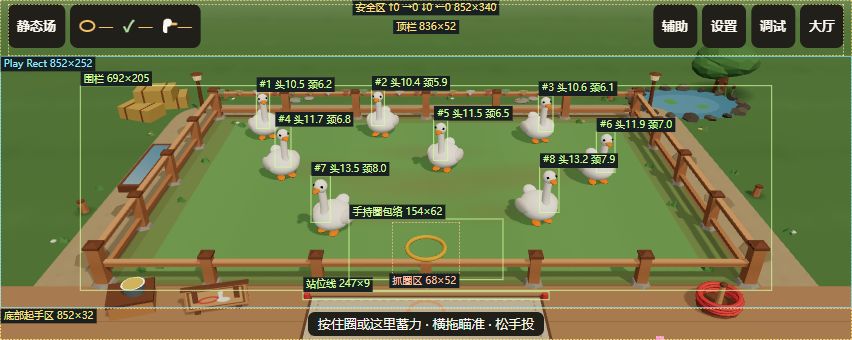 安全区 ↑0 →0 ↓0 ←0 852×340
静态场
○— ✓—
顶栏 836×52
辅助
设置
调试
大厅
Play Rect 852×252
围栏 692×205
#1 头10.5 颈6.2
#2 头10.4 颈5.9
#3 头10.6 颈6.1
#4 头11.7 颈6.8
#5 头11.5 颈6.5
#6 头11.9 颈7.0
#7 头13.5 颈8.0
#8 头13.2 颈7.9
手持圈包络 154×62
站位线 247×9
抓圈区 68×52
底部起手区 852×32
按住圈或这里蓄力 · 横拖瞄准 · 松手投